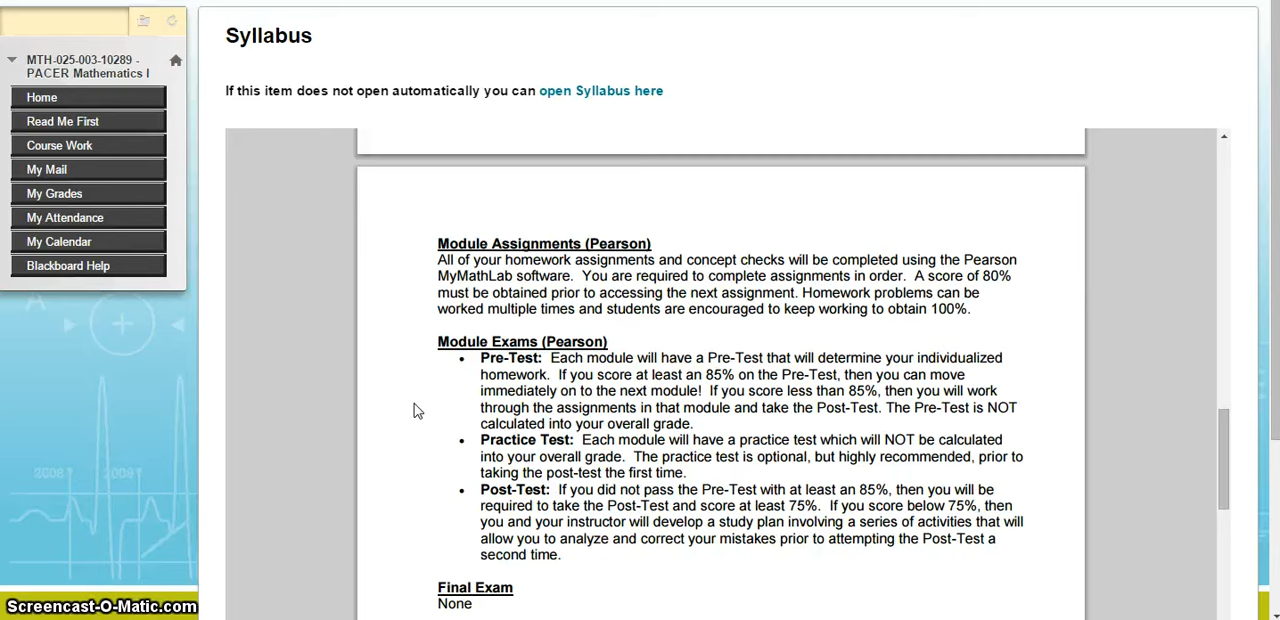 Syllabus
If this item does not open automatically you can open Syllabus here
MTH-025-003-10289 -
PACER Mathematics I
Home
Read Me First
Course Work
My Mail
My Grades
My Attendance
My Calendar
Blackboard Help
Module Assignments (Pearson)
All of your homework assignments and concept checks will be completed using the Pearson
MyMathLab software. You are required to complete assignments in order. A score of 80%
must be obtained prior to accessing the next assignment. Homework problems can be
worked multiple times and students are encouraged to keep working to obtain 100%.
Module Exams (Pearson)
• Pre-Test: Each module will have a Pre-Test that will determine your individualized
homework. If you score at least an 85% on the Pre-Test, then you can move
immediately on to the next module! If you score less than 85%, then you will work
through the assignments in that module and take the Post-Test. The Pre-Test is NOT
calculated into your overall grade.
• Practice Test: Each module will have a practice test which will NOT be calculated
into your overall grade. The practice test is optional, but highly recommended, prior to
taking the post-test the first time.
• Post-Test: If you did not pass the Pre-Test with at least an 85%, then you will be
required to take the Post-Test and score at least 75%. If you score below 75%, then
you and your instructor will develop a study plan involving a series of activities that will
allow you to analyze and correct your mistakes prior to attempting the Post-Test a
second time.
Final Exam
None
2008 2009
Screencast-O-Matic.com